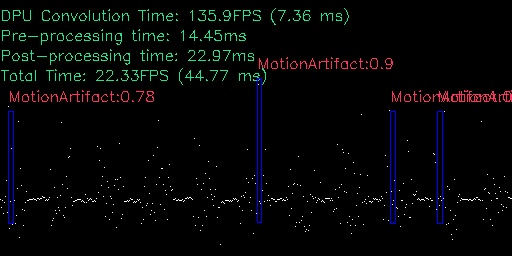 DPU Convolution Time: 135.9FPS (7.36 ms)
Pre-processing time: 14.45ms
Post-processing time: 22.97ms
Total Time: 22.33FPS (44.77 ms)
MotionArtifact:0.9
MotionArtifact:0.78